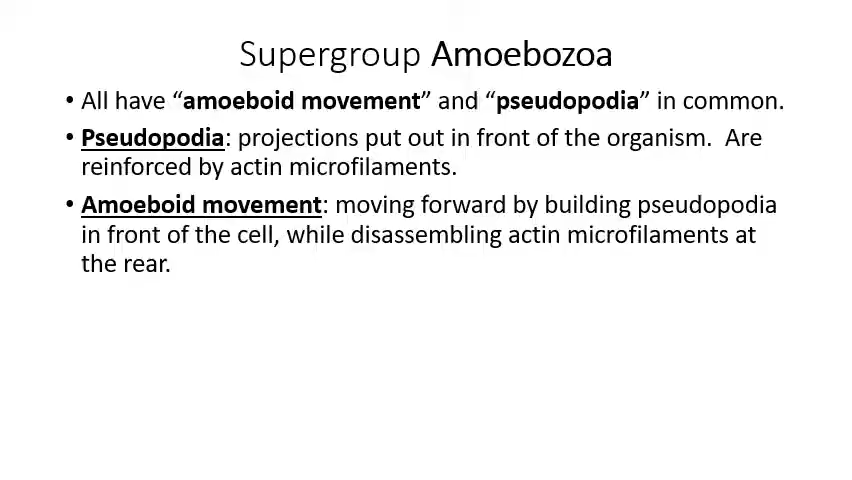 Supergroup Amoebozoa
• All have “amoeboid movement” and “pseudopodia” in common.
• Pseudopodia: projections put out in front of the organism.  Are
reinforced by actin microfilaments.
• Amoeboid movement: moving forward by building pseudopodia
in front of the cell, while disassembling actin microfilaments at
the rear.